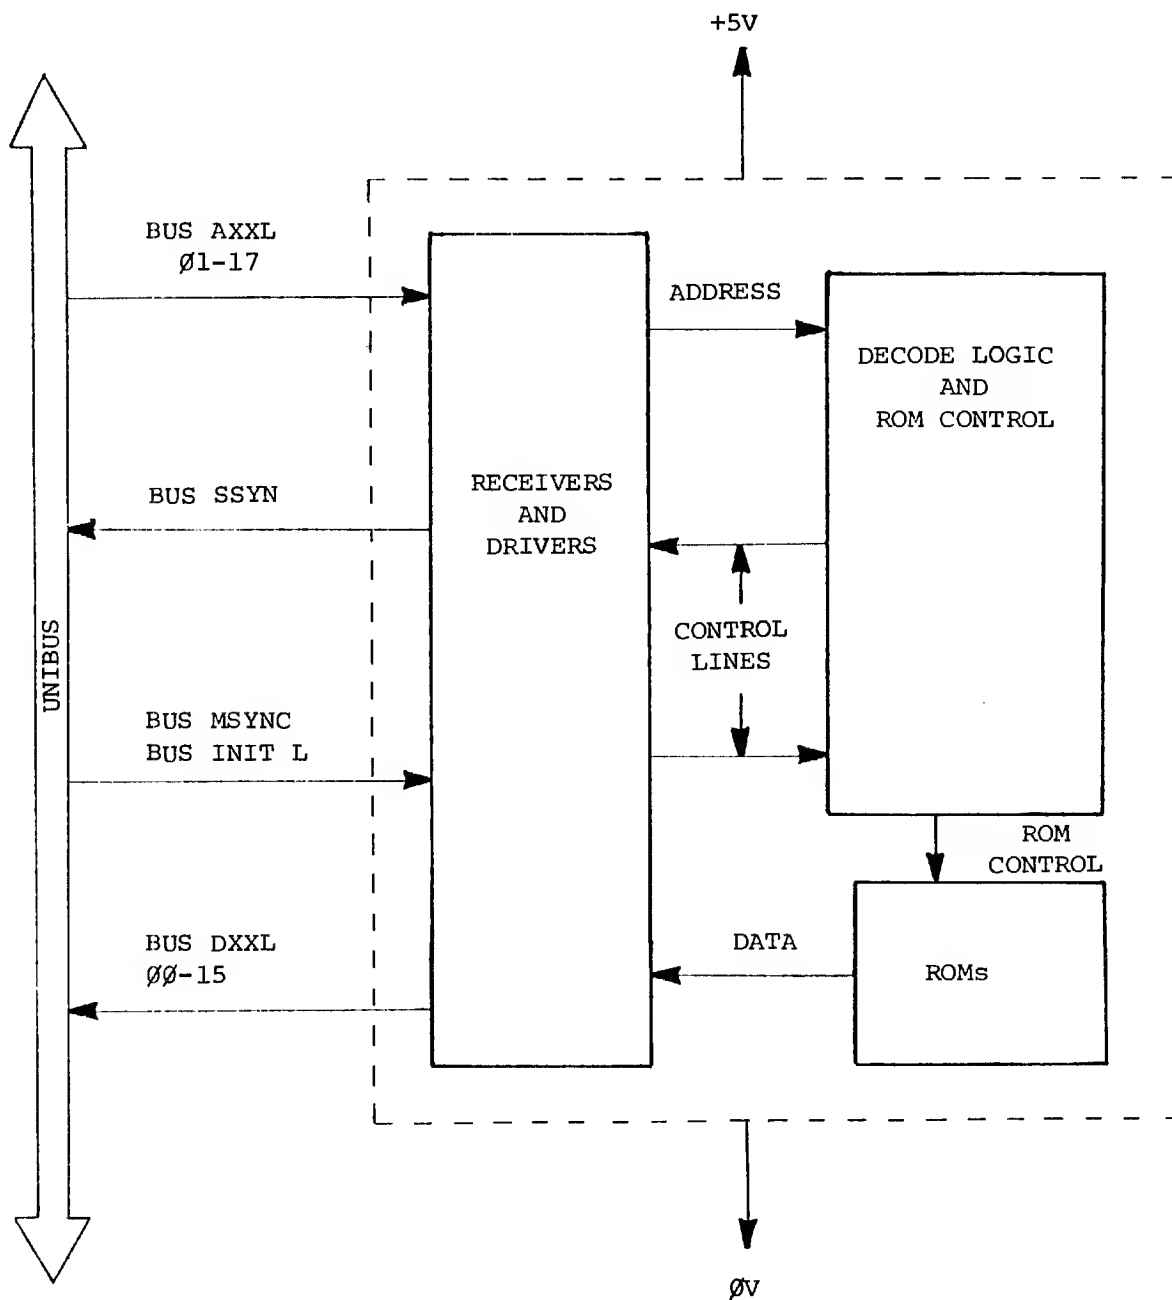 +5V
BUS AXXL
Ø1-17
ADDRESS
DECODE LOGIC
AND
ROM CONTROL
RECEIVERS
AND
DRIVERS
BUS SSYN
CONTROL
LINES
UNIBUS
BUS MSYNC
BUS INIT L
ROM
CONTROL
BUS DXXL
ØØ-15
DATA
ROMs
ØV